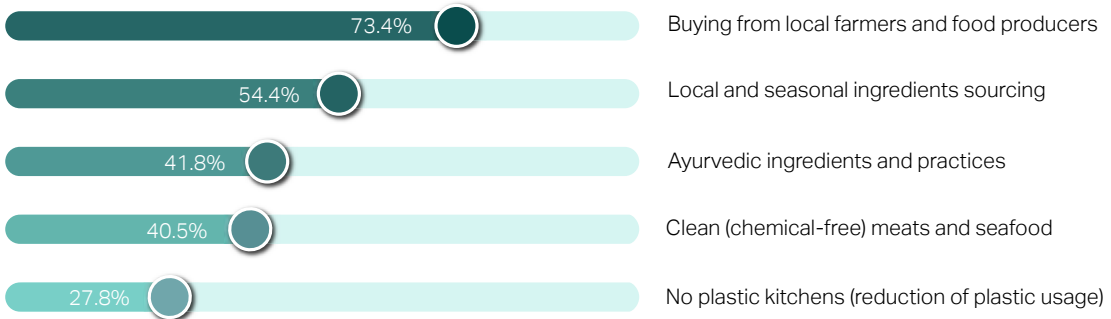 73.4% Buying from local farmers and food producers
54.4% Local and seasonal ingredients sourcing
41.8% Ayurvedic ingredients and practices
40.5% Clean (chemical-free) meats and seafood
27.8% No plastic kitchens (reduction of plastic usage)